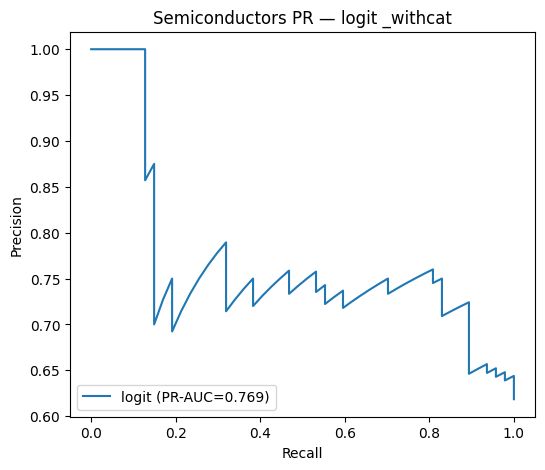 Semiconductors PR — logit _withcat
1.00
0.95
0.90
0.85
0.80
0.75
0.70
0.65
0.60
Precision
logit (PR-AUC=0.769)
0.0 0.2 0.4 0.6 0.8 1.0
Recall